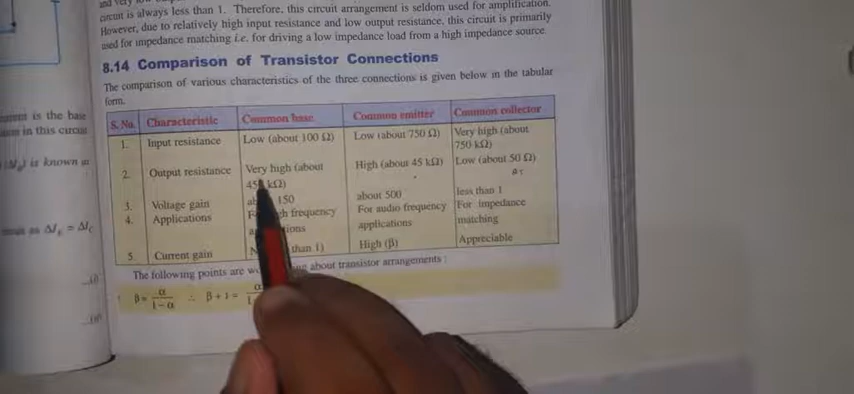 circuit is always less than 1. Therefore, this circuit arrangement is seldom used for amplification.
However, due to relatively high input resistance and low output resistance, this circuit is primarily
used for impedance matching i.e. for driving a low impedance load from a high impedance source
8.14 Comparison of Transistor Connections
The comparison of various characteristics of the three connections is given below in the tabular
form.
S. No. Characteristic Common base Common emitter Common collector
1. Input resistance Low (about 100 Ω) Low (about 750 Ω) Very high (about
750 kΩ)
2. Output resistance Very high (about High (about 45 kΩ) Low (about 50 Ω)
kΩ)
3. Voltage gain 150 about 500 less than 1
4. Applications frequency For audio frequency For impedance
applications matching
5. Current gain than 1) High (β) Appreciable
The following points are about transistor arrangements :
β = α / 1 – α ∴ β + 1 =
is the base
in this circuit
is known as
as ΔI_E = ΔI_C
...(i)